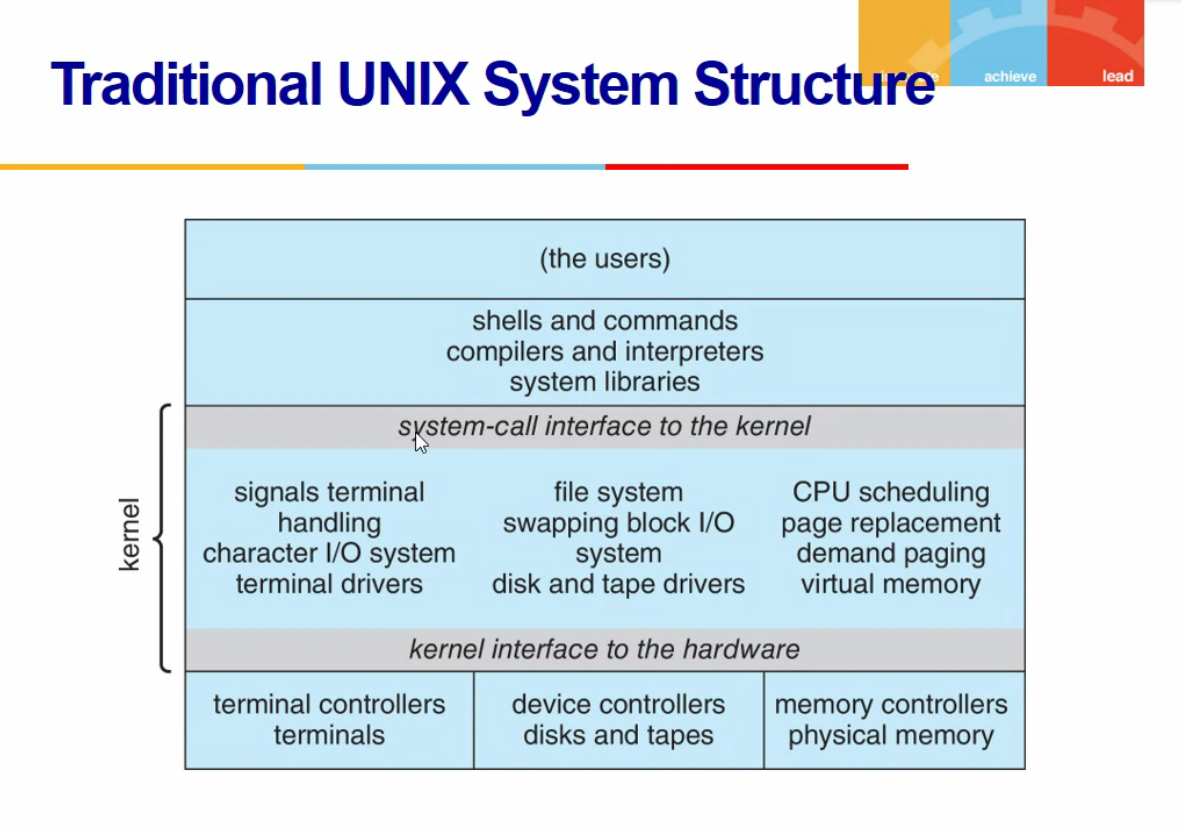 Traditional UNIX System Structure
achieve
lead
(the users)
shells and commands
compilers and interpreters
system libraries
system-call interface to the kernel
kernel
signals terminal
handling
character I/O system
terminal drivers
file system
swapping block I/O
system
disk and tape drivers
CPU scheduling
page replacement
demand paging
virtual memory
kernel interface to the hardware
terminal controllers
terminals
device controllers
disks and tapes
memory controllers
physical memory